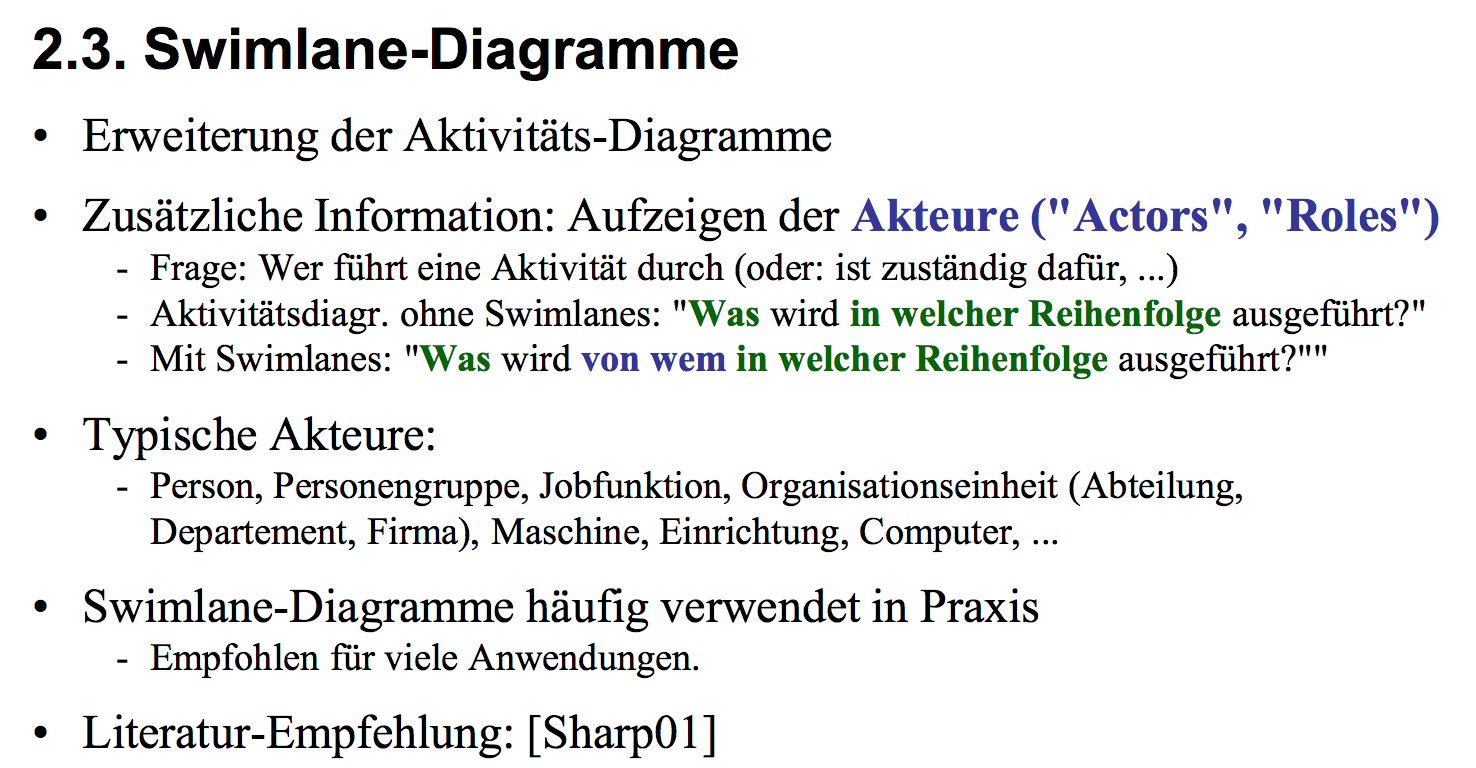 2.3. Swimlane-Diagramme
• Erweiterung der Aktivitäts-Diagramme
• Zusätzliche Information: Aufzeigen der Akteure ("Actors", "Roles")
- Frage: Wer führt eine Aktivität durch (oder: ist zuständig dafür, ...)
- Aktivitätsdiagr. ohne Swimlanes: "Was wird in welcher Reihenfolge ausgeführt?"
- Mit Swimlanes: "Was wird von wem in welcher Reihenfolge ausgeführt?""
• Typische Akteure:
- Person, Personengruppe, Jobfunktion, Organisationseinheit (Abteilung,
Departement, Firma), Maschine, Einrichtung, Computer, ...
• Swimlane-Diagramme häufig verwendet in Praxis
- Empfohlen für viele Anwendungen.
• Literatur-Empfehlung: [Sharp01]